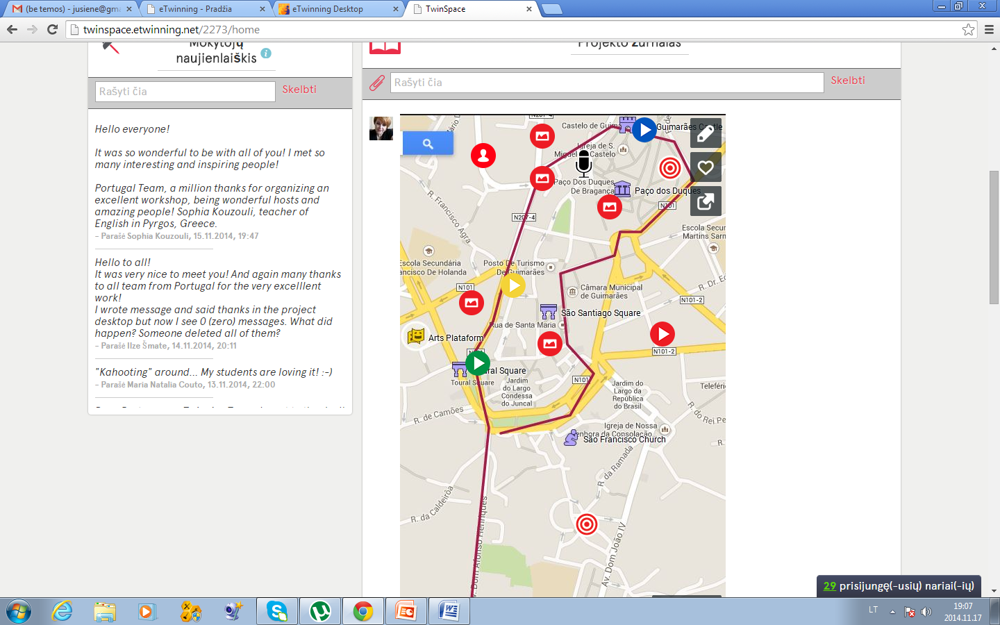 (be temos) - jusiene@gma
eTwinning - Pradžia
eTwinning Desktop
TwinSpace
twinspace.etwinning.net/2273/home
Mokytojų
naujienlaiškis
i
Rašyti čia
Skelbti
Hello everyone!
It was so wonderful to be with all of you! I met so
many interesting and inspiring people!
Portugal Team, a million thanks for organizing an
excellent workshop, being wonderful hosts and
amazing people! Sophia Kouzouli, teacher of
English in Pyrgos, Greece.
– Parašė Sophia Kouzouli, 15.11.2014, 19:47
Hello to all!
It was very nice to meet you! And again many thanks
to all team from Portugal for the very excelllent
work!
I wrote message and said thanks in the project
desktop but now I see 0 (zero) messages. What did
happen? Someone deleted all of them?
– Parašė Ilze Šmate, 14.11.2014, 20:11
"Kahooting" around... My students are loving it! :-)
– Parašė Maria Natalia Couto, 13.11.2014, 22:00
Projekto žurnalas
Rašyti čia
Skelbti
N207-4
Castelo de Guima
Guimarães Castle
Igreja de S.
Miguel do Castelo
Paço Dos Duques
De Bragança
Paço dos Duques
N101
R. Francisco Agra
N207-4
Escola Secun
Martins Sarm
Escola Secundária
ancisco De Holanda
Posto De Turismo
De Guimarães
R. Dr. Ed
N101
Câmara Municipal
de Guimarães
N101-2
São Santiago Square
Rua de Santa Maria
Arts Plataform
N101-2
Toural Square
Toural Square
Jardim
do Largo
Condessa
do Juncal
N101
Jardim do
Largo da
República
do Brasil
Teleféri
R. de Camões
R. do Rei Pe
Igreja de Nossa
enhora da Consolação...
São Francisco Church
R.
R. da Ramada
R. da Caldeirôa
. Dom Afonso Henriques
Av. Dom João IV
29 prisijungę(-usių) nariai(-ių)
LT
19:07
2014.11.17